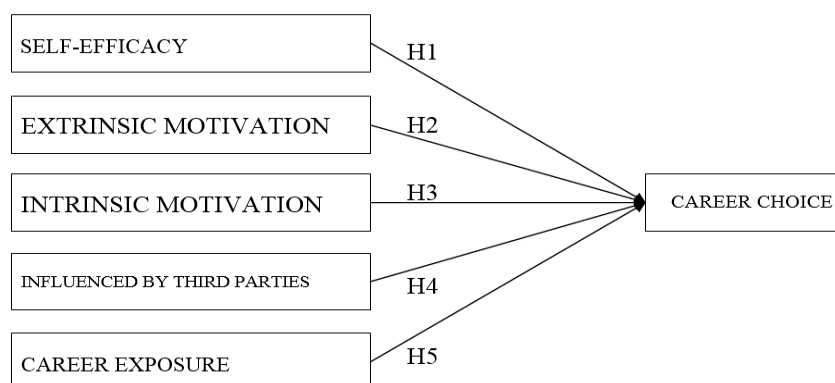 SELF-EFFICACY
H1
EXTRINSIC MOTIVATION
H2
INTRINSIC MOTIVATION
H3
CAREER CHOICE
INFLUENCED BY THIRD PARTIES
H4
CAREER EXPOSURE
H5